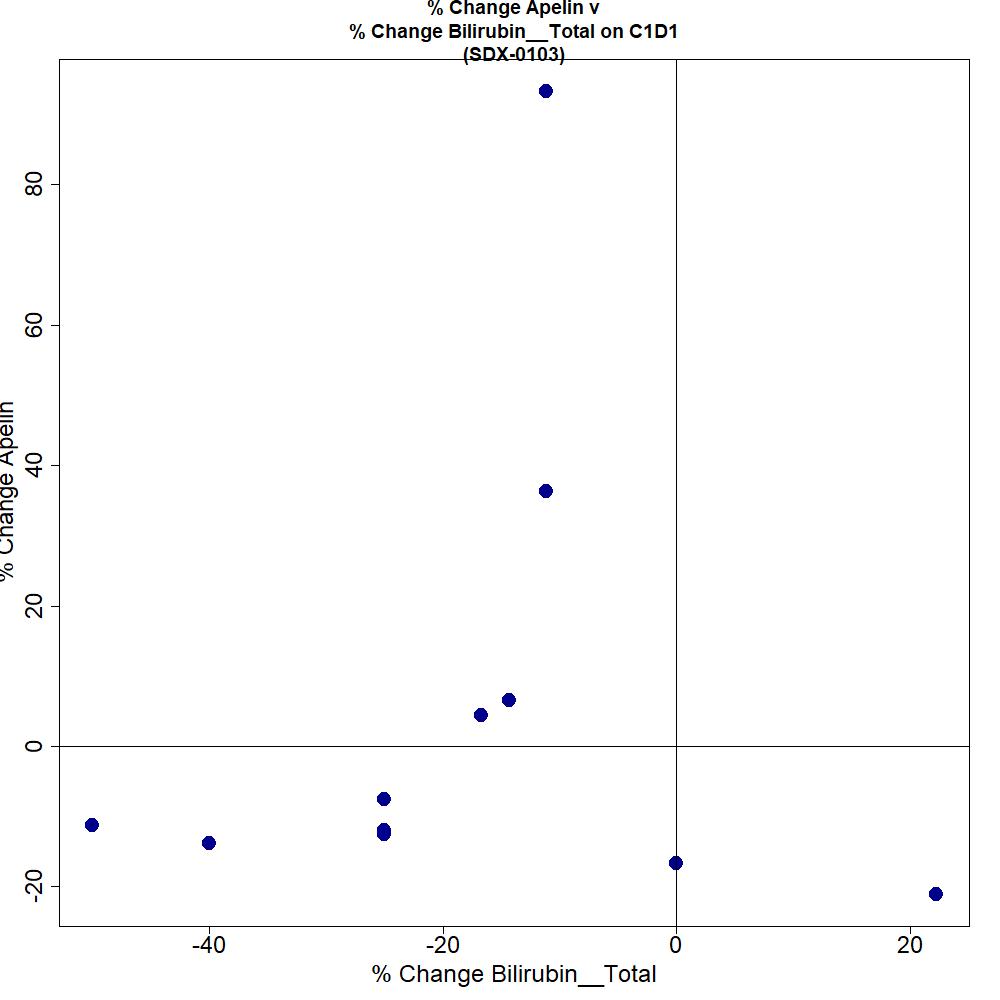 % Change Apelin v
% Change Bilirubin__Total on C1D1
(SDX-0103)
% Change Apelin
80
60
40
20
0
-20
-40
-20
0
20
% Change Bilirubin__Total